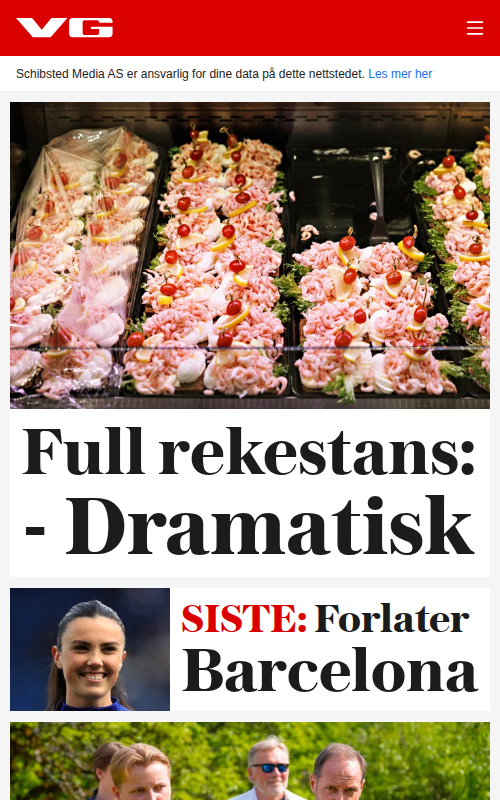 VG
Schibsted Media AS er ansvarlig for dine data på dette nettstedet. Les mer her
Full rekestans:
- Dramatisk
SISTE: Forlater
Barcelona